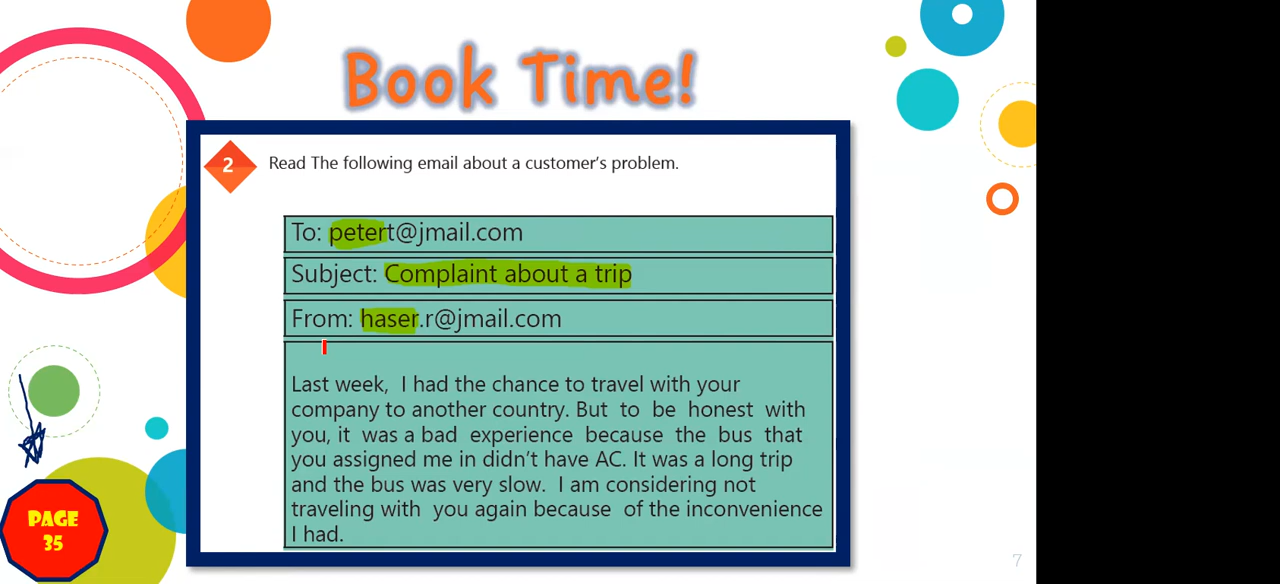 Book Time!
2
Read The following email about a customer's problem.
To: petert@jmail.com
Subject: Complaint about a trip
From: haser.r@jmail.com
Last week, I had the chance to travel with your
company to another country. But to be honest with
you, it was a bad experience because the bus that
you assigned me in didn't have AC. It was a long trip
and the bus was very slow. I am considering not
traveling with you again because of the inconvenience
I had.
PAGE
35
7